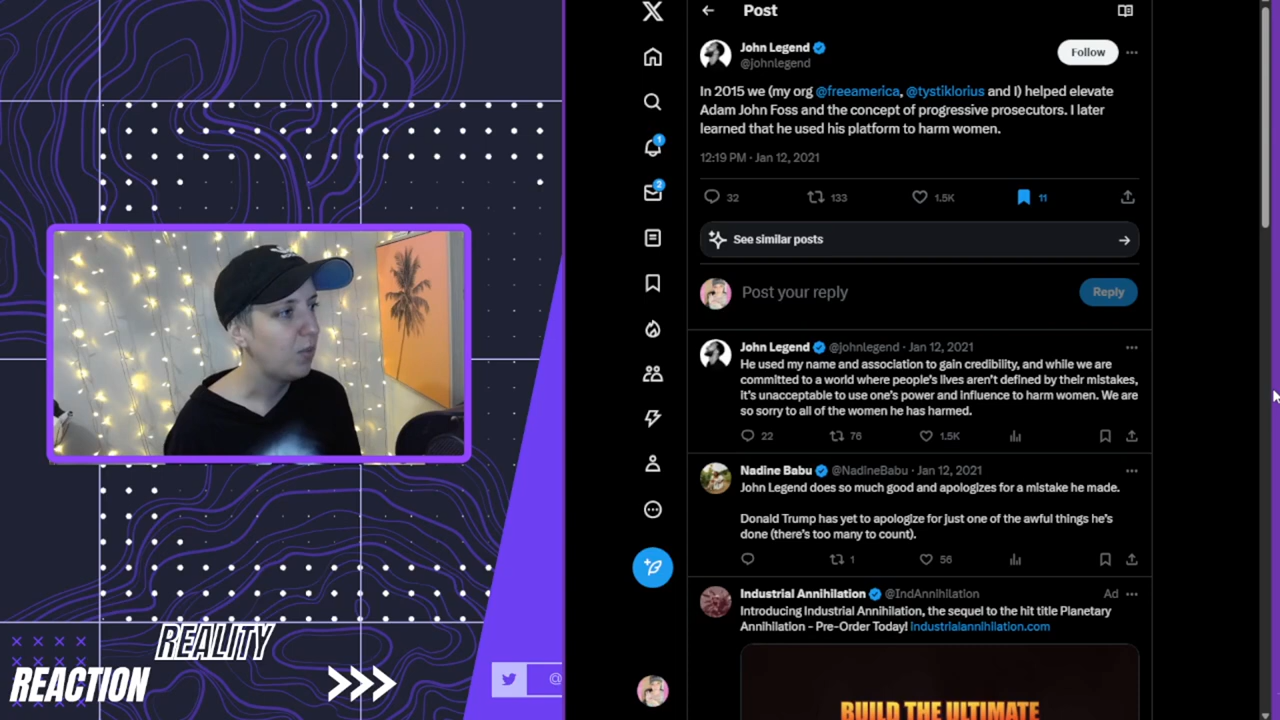 Post
John Legend
@johnlegend
Follow
In 2015 we (my org @freeamerica, @tystiklorius and I) helped elevate
Adam John Foss and the concept of progressive prosecutors. I later
learned that he used his platform to harm women.
12:19 PM · Jan 12, 2021
32
133
1.5K
11
See similar posts
Post your reply
Reply
John Legend @johnlegend · Jan 12, 2021
He used my name and association to gain credibility, and while we are
committed to a world where people's lives aren't defined by their mistakes,
it's unacceptable to use one's power and influence to harm women. We are
so sorry to all of the women he has harmed.
22
76
1.5K
Nadine Babu @NadineBabu · Jan 12, 2021
John Legend does so much good and apologizes for a mistake he made.
Donald Trump has yet to apologize for just one of the awful things he's
done (there's too many to count).
1
56
Industrial Annihilation @IndAnnihilation
Ad
Introducing Industrial Annihilation, the sequel to the hit title Planetary
Annihilation - Pre-Order Today! industrialannihilation.com
BUILD THE ULTIMATE
1
2
REALITY
REACTION
@